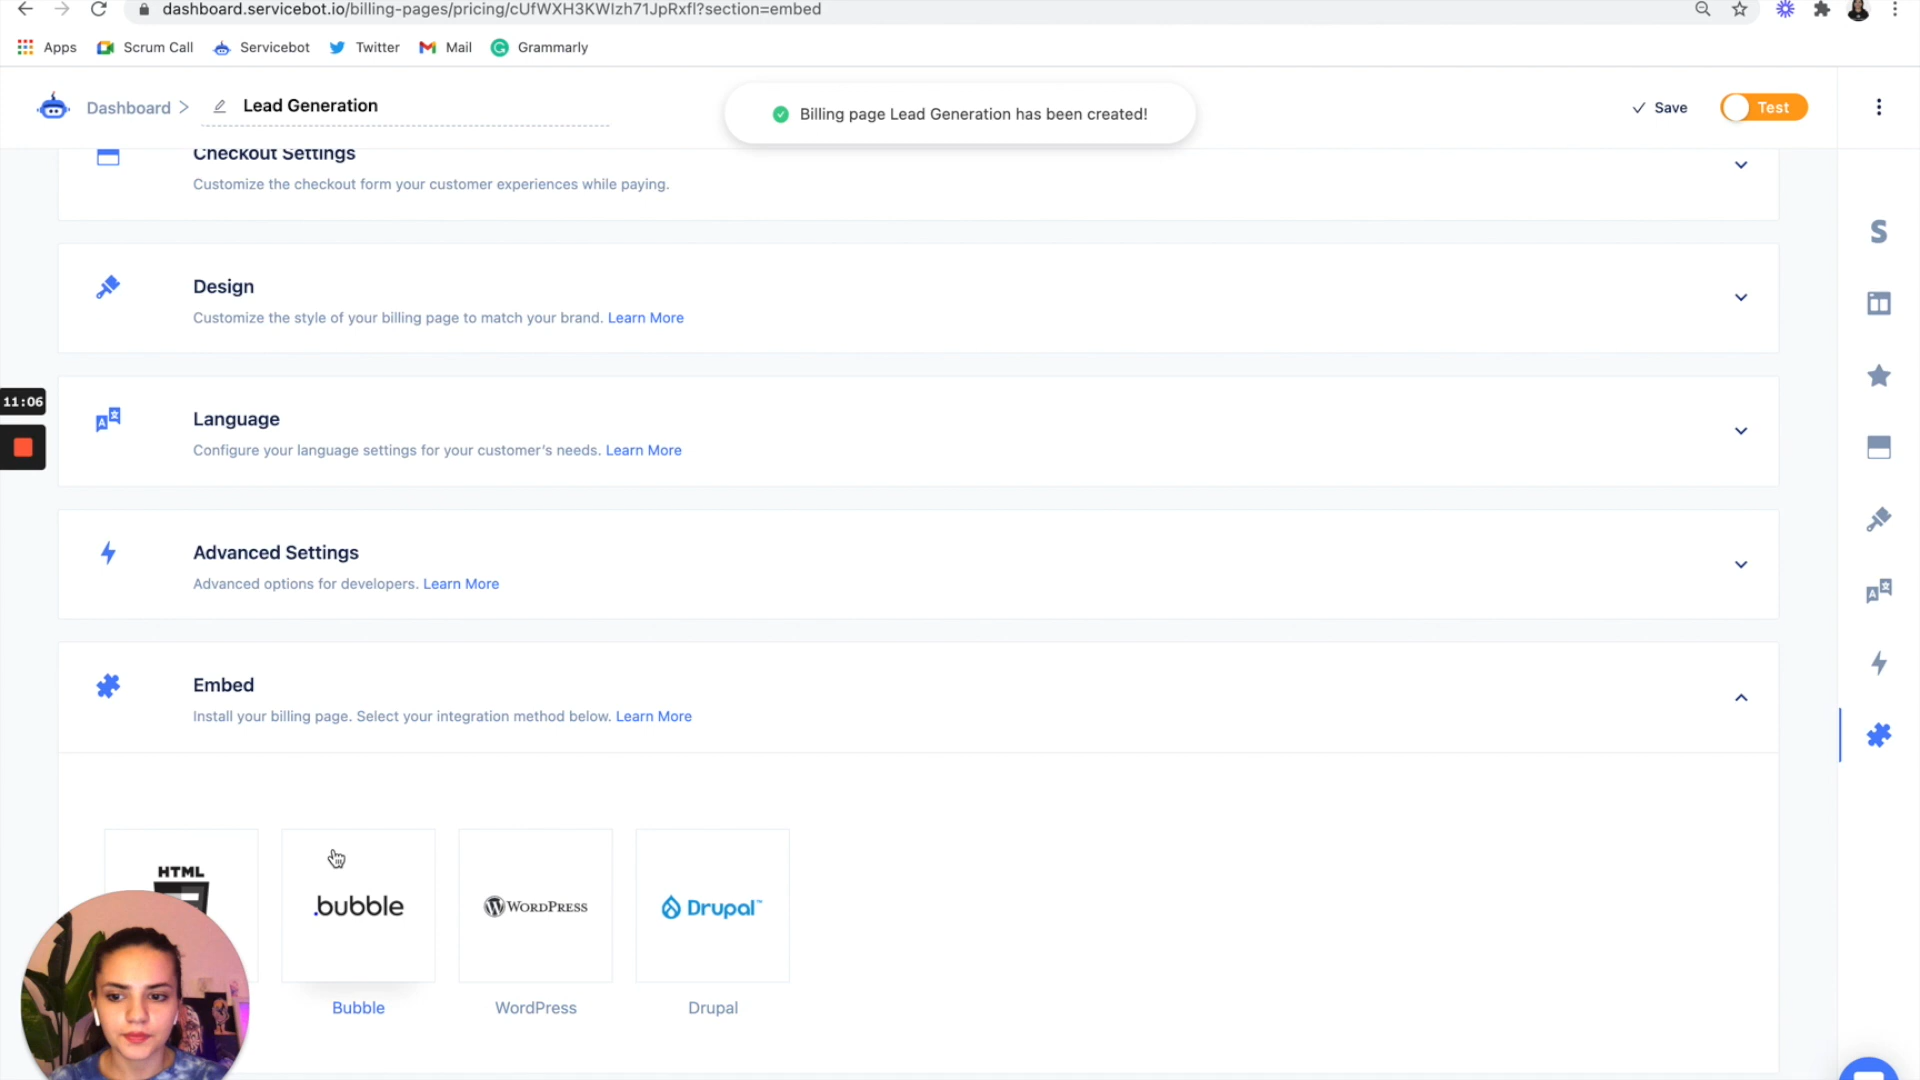 dashboard.servicebot.io/billing-pages/pricing/cUfWXH3KWIzh71JpRxfl?section=embed
Apps Scrum Call Servicebot Twitter Mail Grammarly
Dashboard > Lead Generation
Billing page Lead Generation has been created!
Save
Test
Checkout Settings
Customize the checkout form your customer experiences while paying.
S
Design
Customize the style of your billing page to match your brand. Learn More
11:06
Language
Configure your language settings for your customer's needs. Learn More
Advanced Settings
Advanced options for developers. Learn More
Embed
Install your billing page. Select your integration method below. Learn More
HTML
.bubble
WORDPRESS
Drupal™
Bubble
WordPress
Drupal